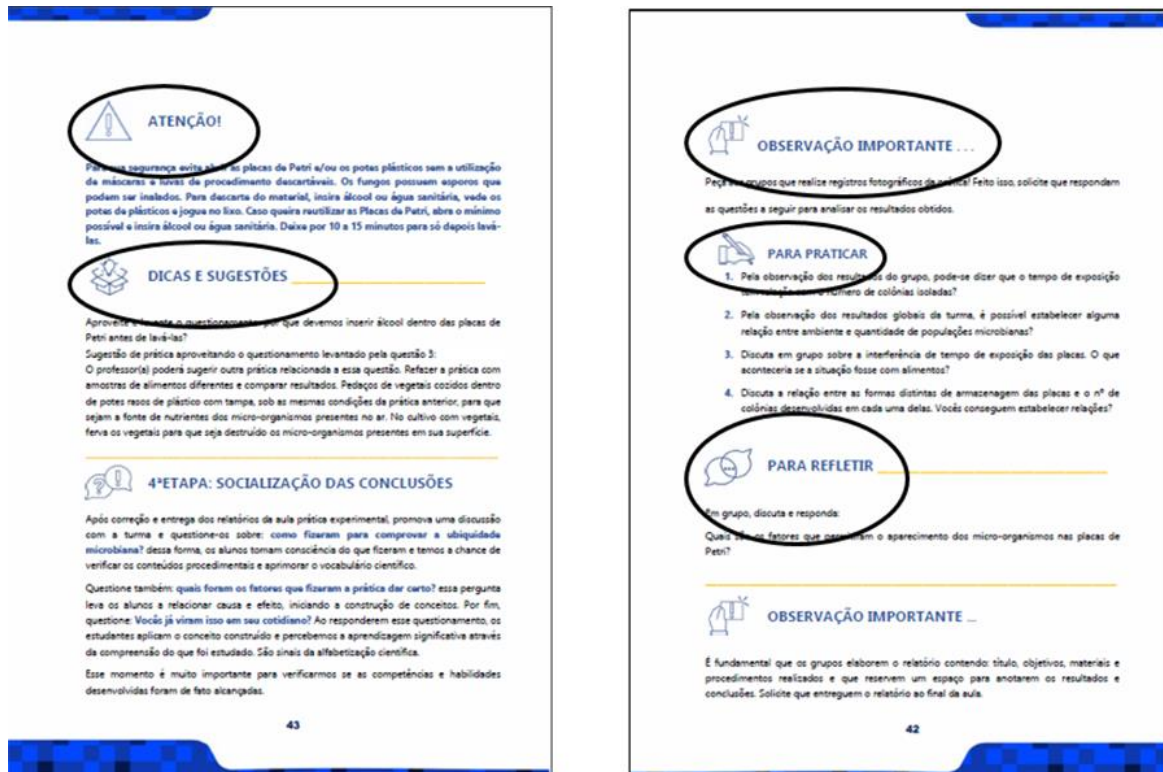 ATENÇÃO!
Para sua segurança evite abrir as placas de Petri e/ou os potes plásticos sem a utilização
de máscaras e luvas de procedimento descartáveis. Os fungos possuem esporos que
podem ser inalados. Para descarte do material, insira álcool ou água sanitária, vede os
potes de plásticos e jogue no lixo. Caso queira reutilizar as Placas de Petri, abra o mínimo
possível e insira álcool ou água sanitária. Deixe por 10 a 15 minutos para só depois lavá-
las.
DICAS E SUGESTÕES
Aproveite e levante o questionamento: por que devemos inserir álcool dentro das placas de
Petri antes de lavá-las?
Sugestão de prática aproveitando o questionamento levantado pela questão 3:
O professor(a) poderá sugerir outra prática relacionada a essa questão. Refazer a prática com
amostras de alimentos diferentes e comparar resultados. Pedaços de vegetais cozidos dentro
de potes rasos de plástico com tampa, sob as mesmas condições da prática anterior, para que
sejam a fonte de nutrientes dos micro-organismos presentes no ar. No cultivo com vegetais,
ferva os vegetais para que seja destruído os micro-organismos presentes em sua superfície.
4ªETAPA: SOCIALIZAÇÃO DAS CONCLUSÕES
Após correção e entrega dos relatórios da aula prática experimental, promova uma discussão
com a turma e questione-os sobre: como fizeram para comprovar a ubiquidade
microbiana? dessa forma, os alunos tomam consciência do que fizeram e temos a chance de
verificar os conteúdos procedimentais e aprimorar o vocabulário científico.
Questione também: quais foram os fatores que fizeram a prática dar certo? essa pergunta
leva os alunos a relacionar causa e efeito, iniciando a construção de conceitos. Por fim,
questione: Vocês já viram isso em seu cotidiano? Ao responderem esse questionamento, os
estudantes aplicam o conceito construído e percebemos a aprendizagem significativa através
da compreensão do que foi estudado. São sinais da alfabetização científica.
Esse momento é muito importante para verificarmos se as competências e habilidades
desenvolvidas foram de fato alcançadas.
43
OBSERVAÇÃO IMPORTANTE . . .
Peça aos grupos que realize registros fotográficos da prática! Feito isso, solicite que respondam
as questões a seguir para analisar os resultados obtidos.
PARA PRATICAR
1. Pela observação dos resultados do grupo, pode-se dizer que o tempo de exposição
tem relação com o número de colônias isoladas?
2. Pela observação dos resultados globais da turma, é possível estabelecer alguma
relação entre ambiente e quantidade de populações microbianas?
3. Discuta em grupo sobre a interferência de tempo de exposição das placas. O que
aconteceria se a situação fosse com alimentos?
4. Discuta a relação entre as formas distintas de armazenagem das placas e o nº de
colônias desenvolvidas em cada uma delas. Vocês conseguem estabelecer relações?
PARA REFLETIR
Em grupo, discuta e responda:
Quais são os fatores que permitiram o aparecimento dos micro-organismos nas placas de
Petri?
OBSERVAÇÃO IMPORTANTE ...
É fundamental que os grupos elaborem o relatório contendo: título, objetivos, materiais e
procedimentos realizados e que reservem um espaço para anotarem os resultados e
conclusões. Solicite que entreguem o relatório ao final da aula.
42